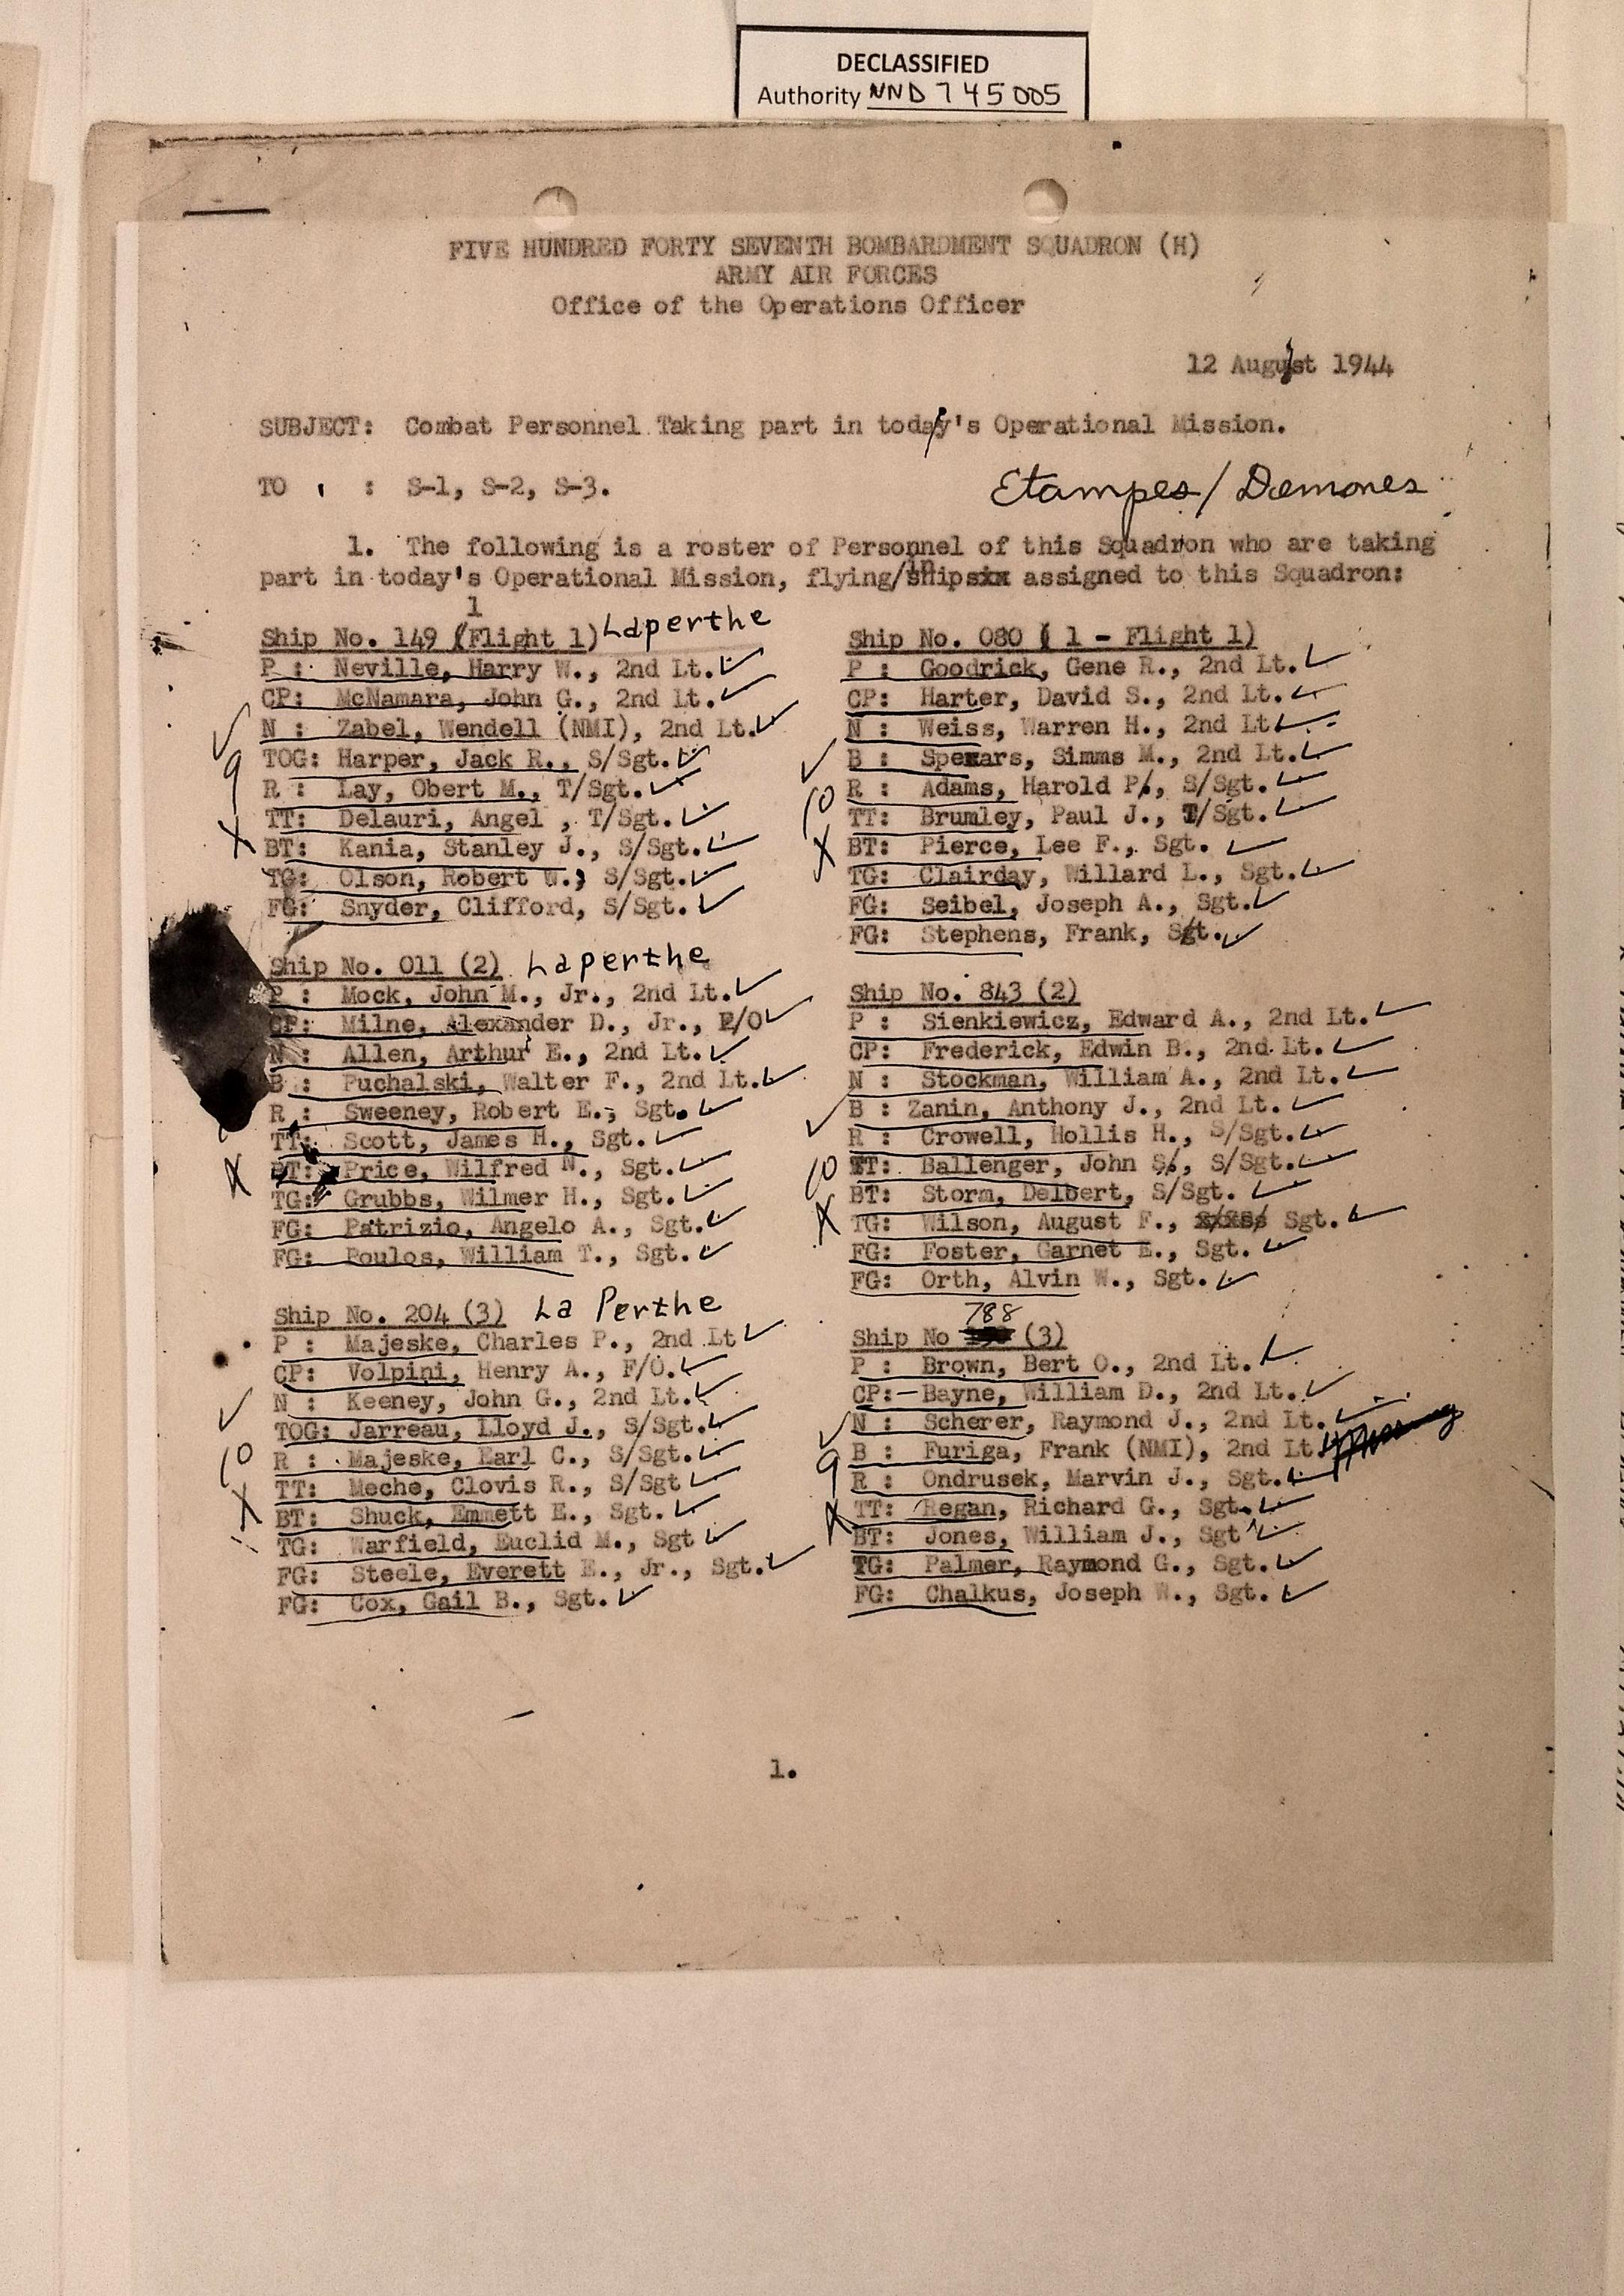 DECLASSIFIED
Authority NND 745005
FIVE HUNDRED FORTY SEVENTH BOMBARDMENT SQUADRON (H)
ARMY AIR FORCES
Office of the Operations Officer
12 August 1944
SUBJECT: Combat Personnel Taking part in today's Operational Mission.
TO : S-1, S-2, S-3.
Etampes/
1. The following is a roster of Personnel of this Squadron who are taking
part in today's Operational Mission, flying/in ship assigned to this Squadron:
1
Ship No. 149 (Flight 1) Laperthe
P : Neville, Harry W., 2nd Lt.
CP: McNamara, John G., 2nd Lt.
N : Zabel, Wendell (NMI), 2nd Lt.
TOG: Harper, Jack R., S/Sgt.
9
R : Lay, Obert M., T/Sgt.
TT: Delauri, Angel , T/Sgt.
X
BT: Kania, Stanley J., S/Sgt.
TG: Olson, Robert W., S/Sgt.
FG: Snyder, Clifford, S/Sgt.
Ship No. 011 (2) Laperthe
P : Mock, John M., Jr., 2nd Lt.
CP: Milne, Alexander D., Jr., F/O
N : Allen, Arthur E., 2nd Lt.
B : Puchalski, Walter F., 2nd Lt.
R : Sweeney, Robert E., Sgt.
TT: Scott, James H., Sgt.
X
BT: Price, Wilfred N., Sgt.
TG: Grubbs, Wilmer H., Sgt.
FG: Patrizio, Angelo A., Sgt.
FG: Poulos, William T., Sgt.
Ship No. 204 (3) La Perthe
P : Majeske, Charles P., 2nd Lt
CP: Volpini, Henry A., F/O.
N : Keeney, John G., 2nd Lt.
TOG: Jarreau, Lloyd J., S/Sgt.
10
R : Majeske, Earl C., S/Sgt.
TT: Meche, Clovis R., S/Sgt
X
BT: Shuck, Emmett E., Sgt.
TG: Warfield, Euclid M., Sgt
FG: Steele, Everett E., Jr., Sgt.
FG: Cox, Gail B., Sgt.
Ship No. 080 ( 1 - Flight 1)
P : Goodrick, Gene R., 2nd Lt.
CP: Harter, David S., 2nd Lt.
N : Weiss, Warren H., 2nd Lt
B : Spears, Simms M., 2nd Lt.
R : Adams, Harold P., S/Sgt.
10
TT: Brumley, Paul J., T/Sgt.
X
BT: Pierce, Lee F., Sgt.
TG: Clairday, Willard L., Sgt.
FG: Seibel, Joseph A., Sgt.
FG: Stephens, Frank, Sgt.
Ship No. 843 (2)
P : Sienkiewicz, Edward A., 2nd Lt.
CP: Frederick, Edwin B., 2nd Lt.
N : Stockman, William A., 2nd Lt.
B : Zanin, Anthony J., 2nd Lt.
R : Crowell, Hollis H., S/Sgt.
10
TT: Ballenger, John S., S/Sgt.
BT: Storm, Delbert, S/Sgt.
X
TG: Wilson, August F., Sgt.
FG: Foster, Garnet E., Sgt.
FG: Orth, Alvin W., Sgt.
788
Ship No (3)
P : Brown, Bert O., 2nd Lt.
CP: Bayne, William D., 2nd Lt.
N : Scherer, Raymond J., 2nd Lt.
B : Furiga, Frank (NMI), 2nd Lt.
9
R : Ondrusek, Marvin J., Sgt.
X
TT: Regan, Richard G., Sgt.
BT: Jones, William J., Sgt
TG: Palmer, Raymond G., Sgt.
FG: Chalkus, Joseph W., Sgt.
1.